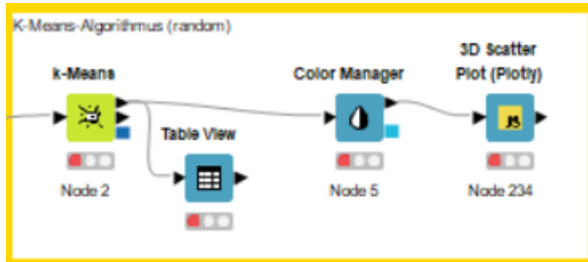 K-Means-Algorithmus (random)
k-Means
Node 2
Table View
Color Manager
Node 5
3D Scatter
Plot (Plotly)
JS
Node 234